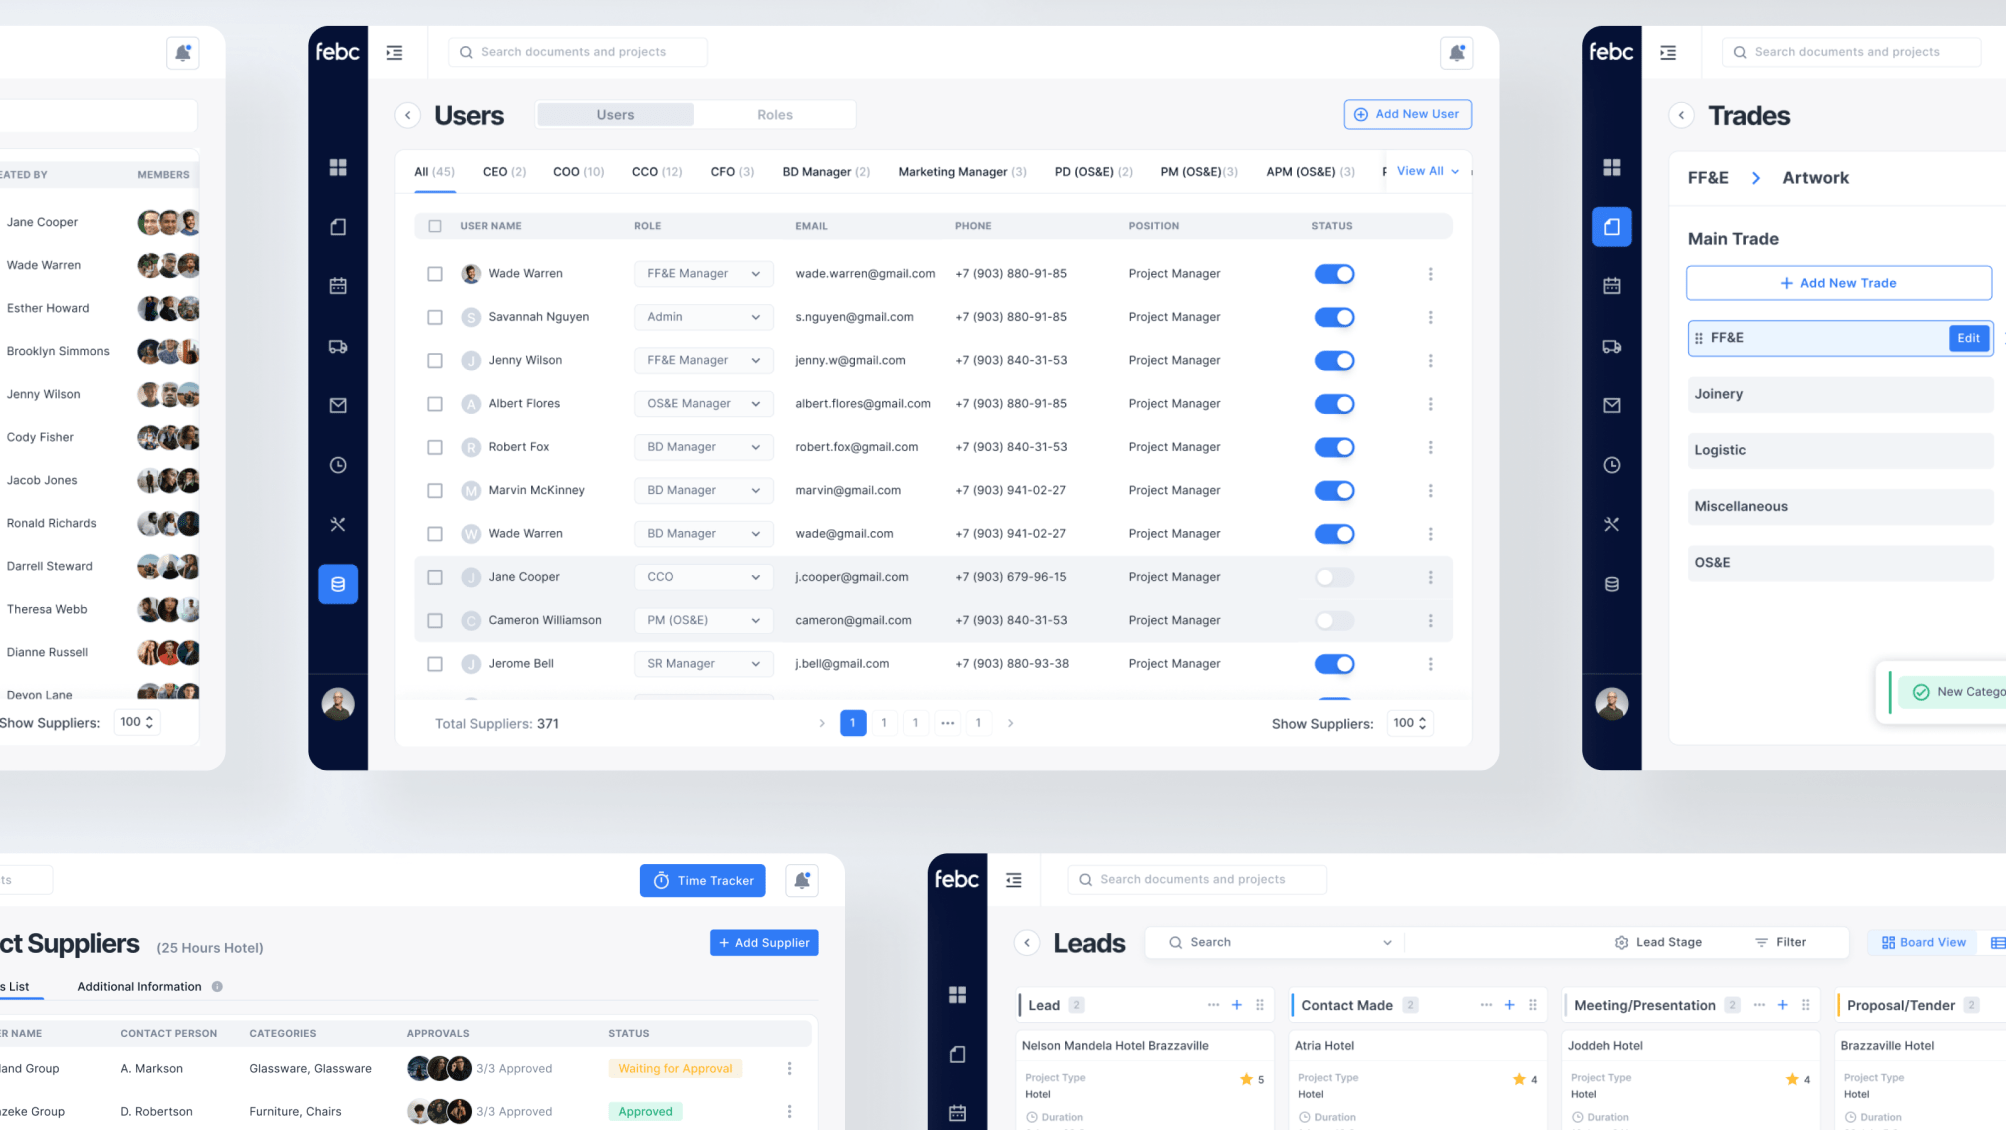 EATED BY MEMBERS
Jane Cooper
Wade Warren
Esther Howard
Brooklyn Simmons
Jenny Wilson
Cody Fisher
Jacob Jones
Ronald Richards
Darrell Steward
Theresa Webb
Dianne Russell
Devon Lane
Show Suppliers: 100
febc
Search documents and projects
Users
Users Roles
Add New User
All (45) CEO (2) COO (10) CCO (12) CFO (3) BD Manager (2) Marketing Manager (3) PD (OS&E) (2) PM (OS&E)(3) APM (OS&E) (3) View All
USER NAME ROLE EMAIL PHONE POSITION STATUS
Wade Warren FF&E Manager wade.warren@gmail.com +7 (903) 880-91-85 Project Manager
S Savannah Nguyen Admin s.nguyen@gmail.com +7 (903) 880-91-85 Project Manager
J Jenny Wilson FF&E Manager jenny.w@gmail.com +7 (903) 840-31-53 Project Manager
A Albert Flores OS&E Manager albert.flores@gmail.com +7 (903) 880-91-85 Project Manager
R Robert Fox BD Manager robert.fox@gmail.com +7 (903) 840-31-53 Project Manager
M Marvin McKinney BD Manager marvin@gmail.com +7 (903) 941-02-27 Project Manager
W Wade Warren BD Manager wade@gmail.com +7 (903) 941-02-27 Project Manager
J Jane Cooper CCO j.cooper@gmail.com +7 (903) 679-96-15 Project Manager
C Cameron Williamson PM (OS&E) cameron@gmail.com +7 (903) 840-31-53 Project Manager
J Jerome Bell SR Manager j.bell@gmail.com +7 (903) 880-93-38 Project Manager
Total Suppliers: 371 1 1 1 ... 1 Show Suppliers: 100
febc
Search documents and projects
Trades
FF&E > Artwork
Main Trade
+ Add New Trade
FF&E Edit
Joinery
Logistic
Miscellaneous
OS&E
New Catego
ts
Time Tracker
ct Suppliers (25 Hours Hotel)
+ Add Supplier
s List Additional Information
ER NAME CONTACT PERSON CATEGORIES APPROVALS STATUS
land Group A. Markson Glassware, Glassware 3/3 Approved Waiting for Approval
zeke Group D. Robertson Furniture, Chairs 3/3 Approved Approved
febc
Search documents and projects
Leads
Search
Lead Stage
Filter
Board View
Lead 2
Nelson Mandela Hotel Brazzaville
Project Type 5
Hotel
Duration
Contact Made 2
Atria Hotel
Project Type 4
Hotel
Duration
Meeting/Presentation 2
Joddeh Hotel
Project Type 4
Hotel
Duration
Proposal/Tender 2
Brazzaville Hotel
Project Type
Hotel
Duration